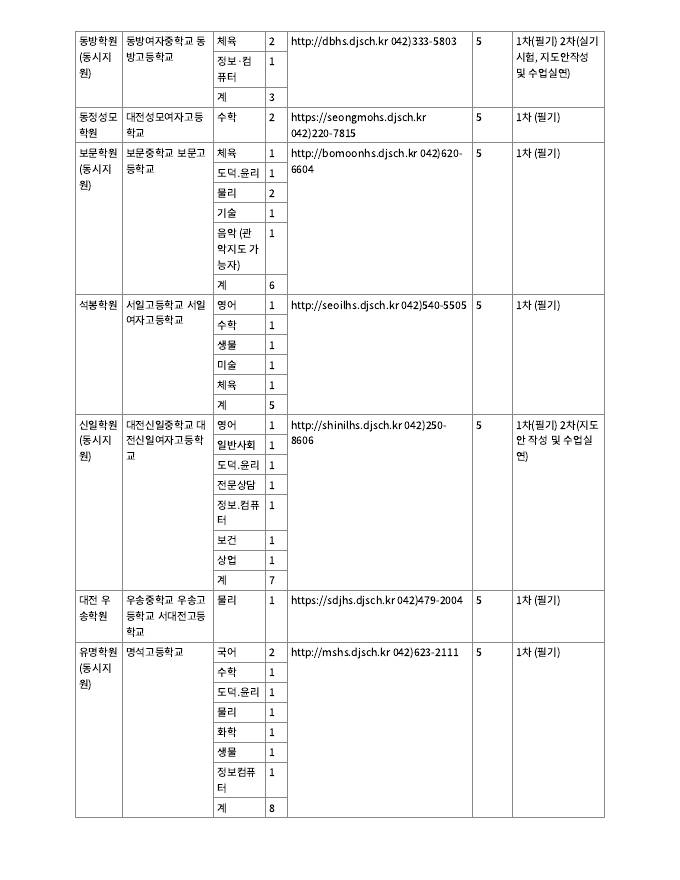 동방학원 동방여자중학교 동 체육 2 http://dbhs.djsch.kr 042)333-5803 5 1차(필기) 2차(실기
(동시지 방고등학교 시험, 지도안작성
원) 정보·컴 1 및 수업실연)
퓨터
계 3
동정성모 대전성모여자고등 수학 2 https://seongmohs.djsch.kr 5 1차 (필기)
학원 학교 042)220-7815
보문학원 보문중학교 보문고 체육 1 http://bomoonhs.djsch.kr 042)620- 5 1차 (필기)
(동시지 등학교 도덕.윤리 1 6604
원) 물리 2
기술 1
음악 (관 1
악지도 가
능자)
계 6
석봉학원 서일고등학교 서일 영어 1 http://seoilhs.djsch.kr 042)540-5505 5 1차 (필기)
여자고등학교 수학 1
생물 1
미술 1
체육 1
계 5
신일학원 대전신일중학교 대 영어 1 http://shinilhs.djsch.kr 042)250- 5 1차(필기) 2차(지도
(동시지 전신일여자고등학 일반사회 1 8606 안 작성 및 수업실
원) 교 도덕.윤리 1 연)
전문상담 1
정보.컴퓨 1
터
보건 1
상업 1
계 7
대전 우 우송중학교 우송고 물리 1 https://sdjhs.djsch.kr 042)479-2004 5 1차 (필기)
송학원 등학교 서대전고등
학교
유명학원 명석고등학교 국어 2 http://mshs.djsch.kr 042)623-2111 5 1차 (필기)
(동시지 수학 1
원) 도덕.윤리 1
물리 1
화학 1
생물 1
정보컴퓨 1
터
계 8